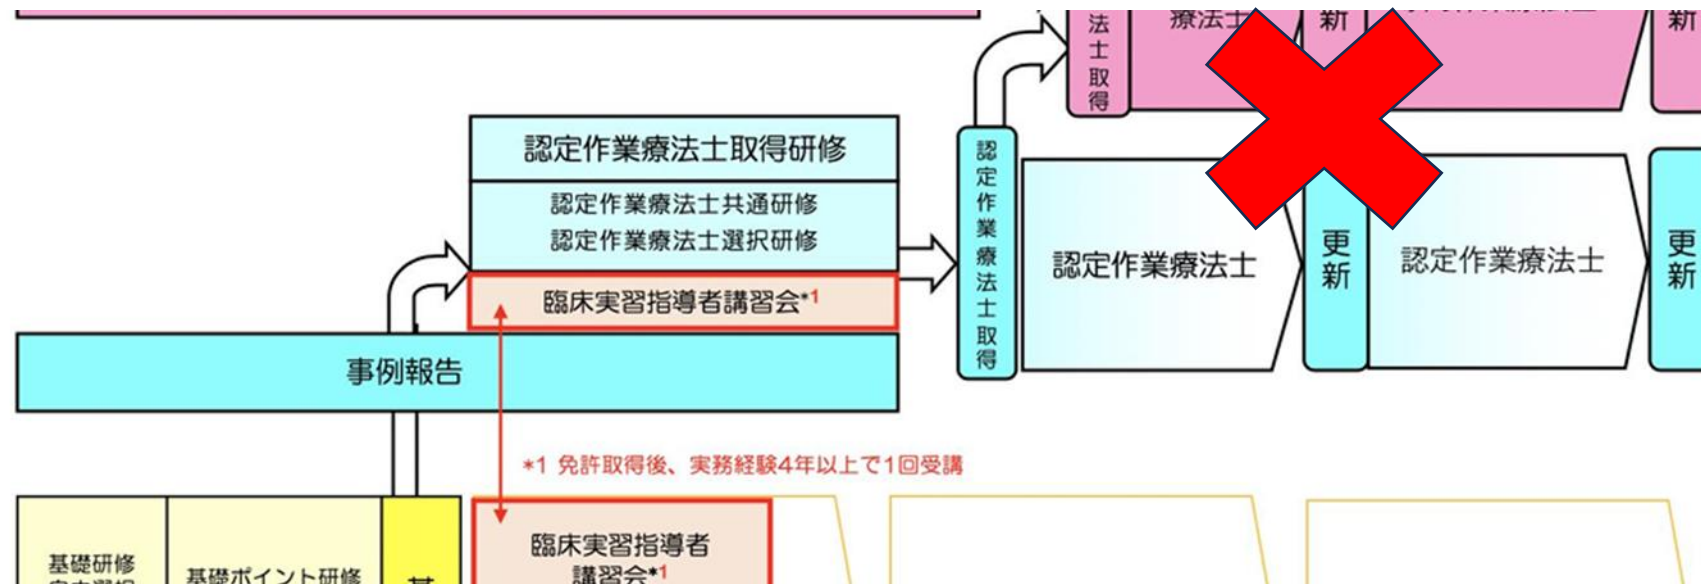 法士取得
療法士
新
新
認定作業療法士取得研修
認定作業療法士共通研修
認定作業療法士選択研修
臨床実習指導者講習会*1
認定作業療法士取得
認定作業療法士
更新
認定作業療法士
更新
事例報告
*1 免許取得後、実務経験4年以上で1回受講
基礎研修
基礎ポイント研修
基
臨床実習指導者
講習会*1